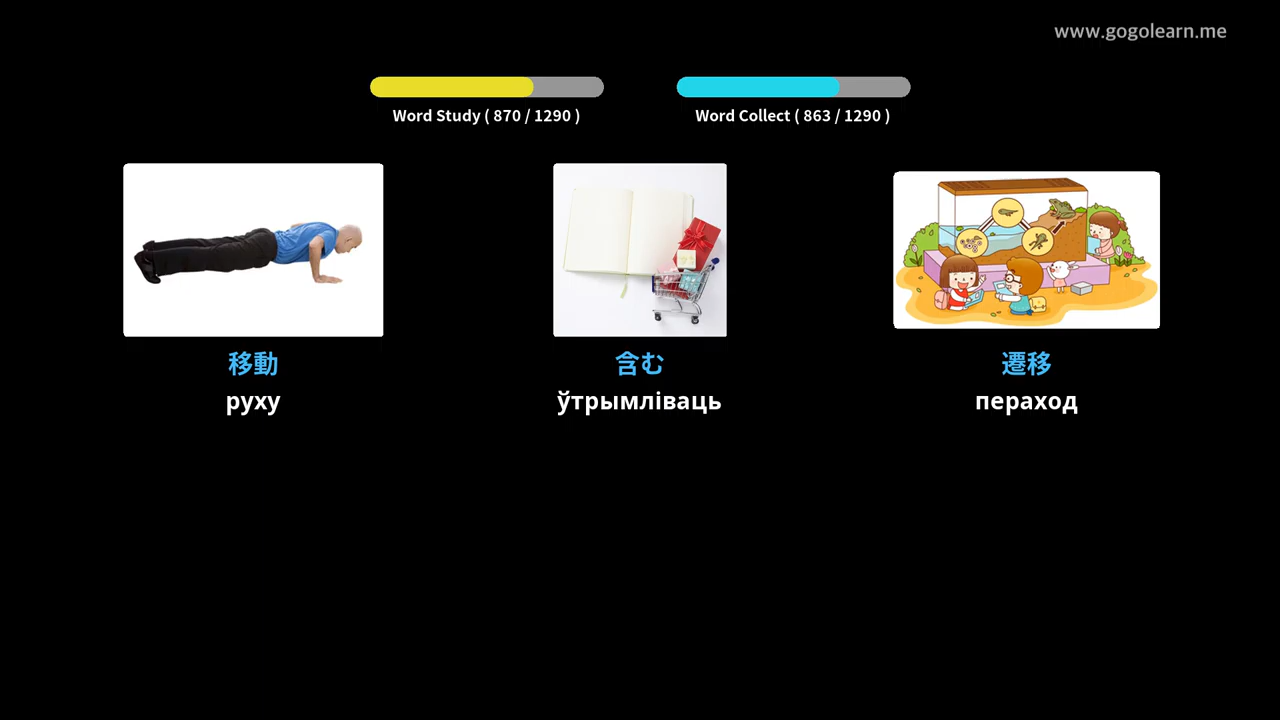 www.gogolearn.me
Word Study ( 870 / 1290 )
Word Collect ( 863 / 1290 )
移動
руху
含む
ўтрымліваць
遷移
пераход